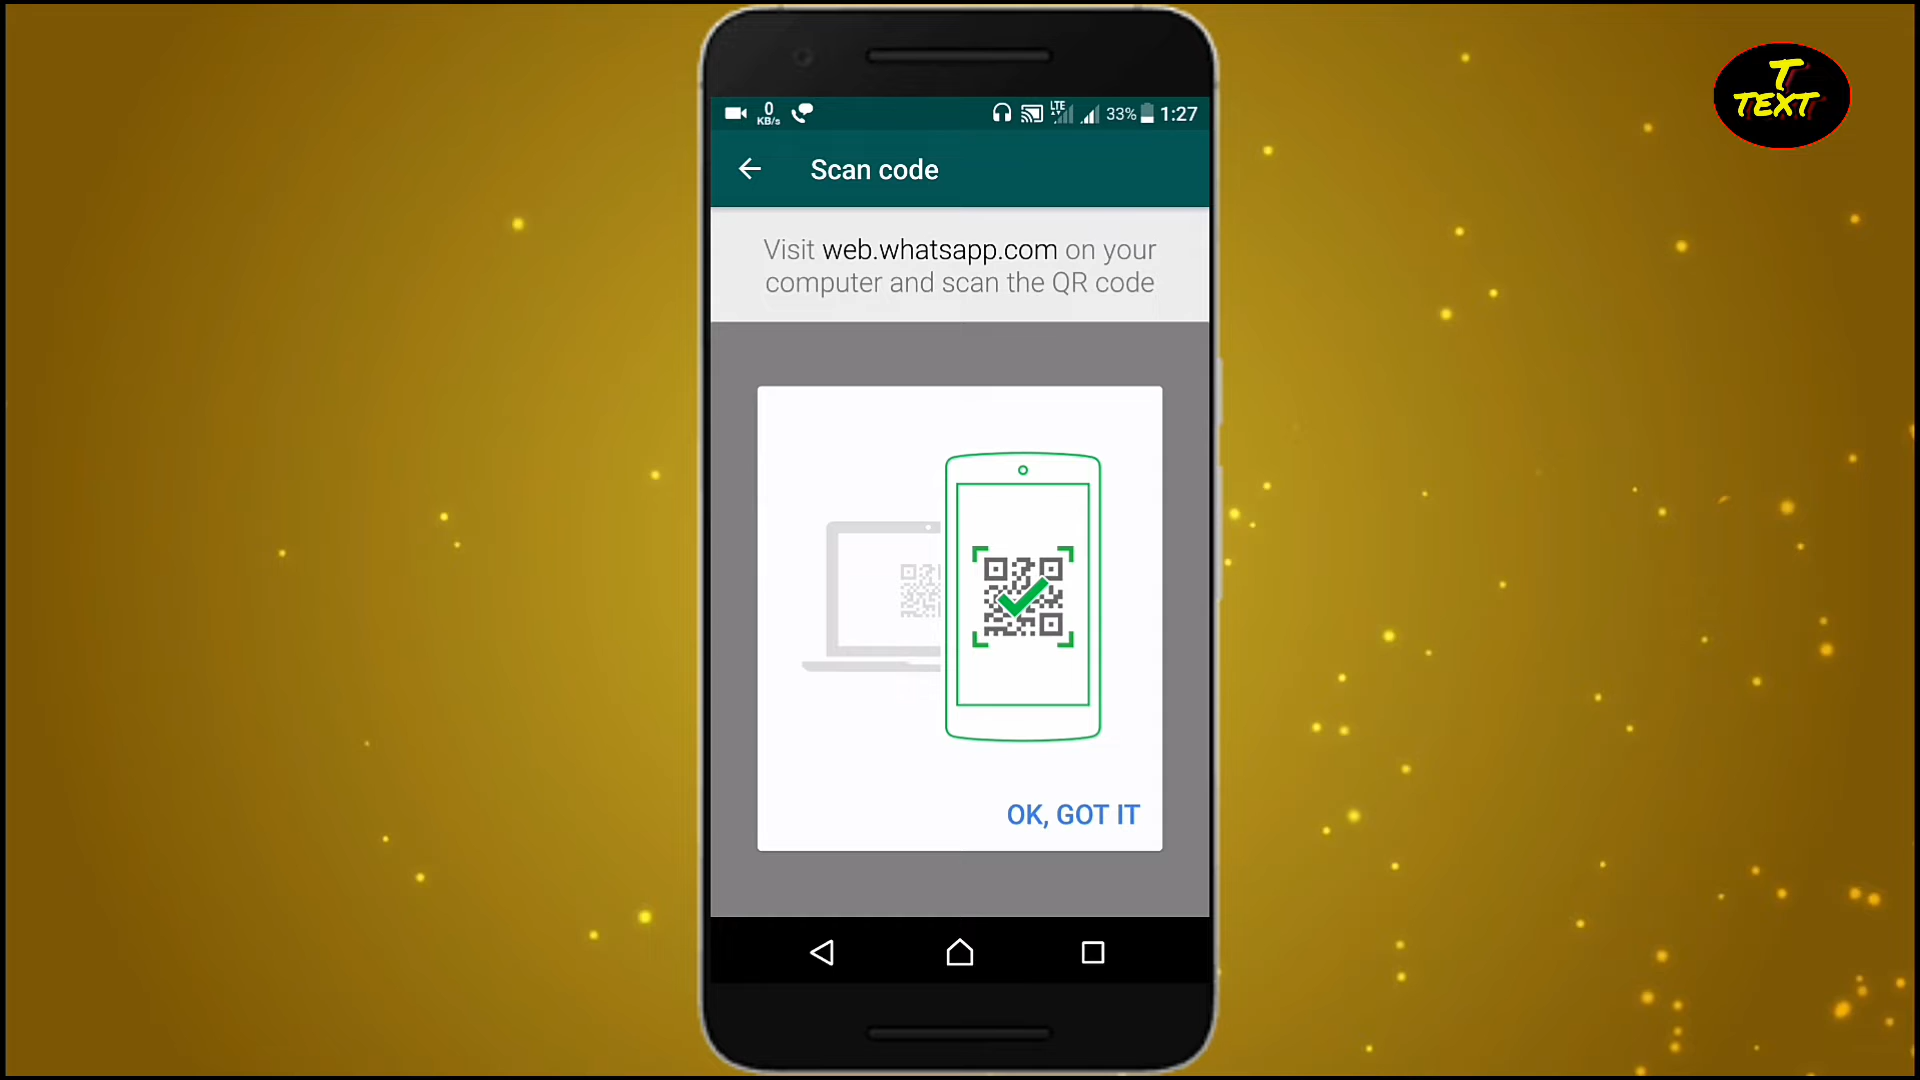 T
TEXT
0
KB/s
LTE
33%
1:27
Scan code
Visit web.whatsapp.com on your
computer and scan the QR code
OK, GOT IT